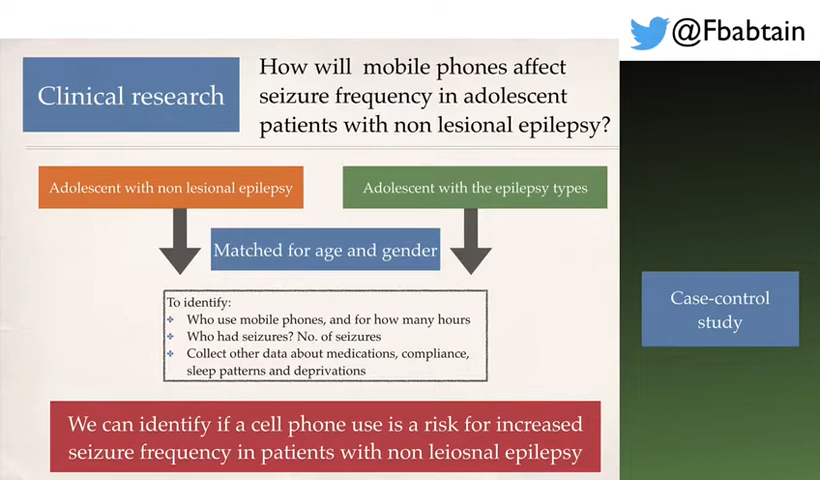 @Fbabtain
Clinical research
How will mobile phones affect
seizure frequency in adolescent
patients with non lesional epilepsy?
Adolescent with non lesional epilepsy
Adolescent with the epilepsy types
Matched for age and gender
To identify:
Who use mobile phones, and for how many hours
Who had seizures? No. of seizures
Collect other data about medications, compliance,
sleep patterns and deprivations
Case-control
study
We can identify if a cell phone use is a risk for increased
seizure frequency in patients with non leiosnal epilepsy